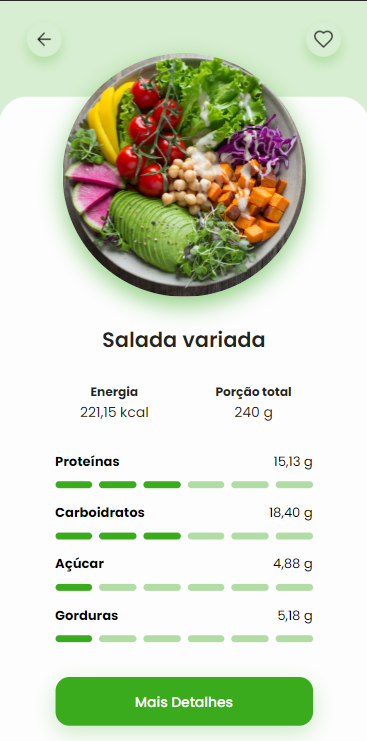 Salada variada
Energia Porção total
221,15 kcal 240 g
Proteínas 15,13 g
Carboidratos 18,40 g
Açúcar 4,88 g
Gorduras 5,18 g
Mais Detalhes